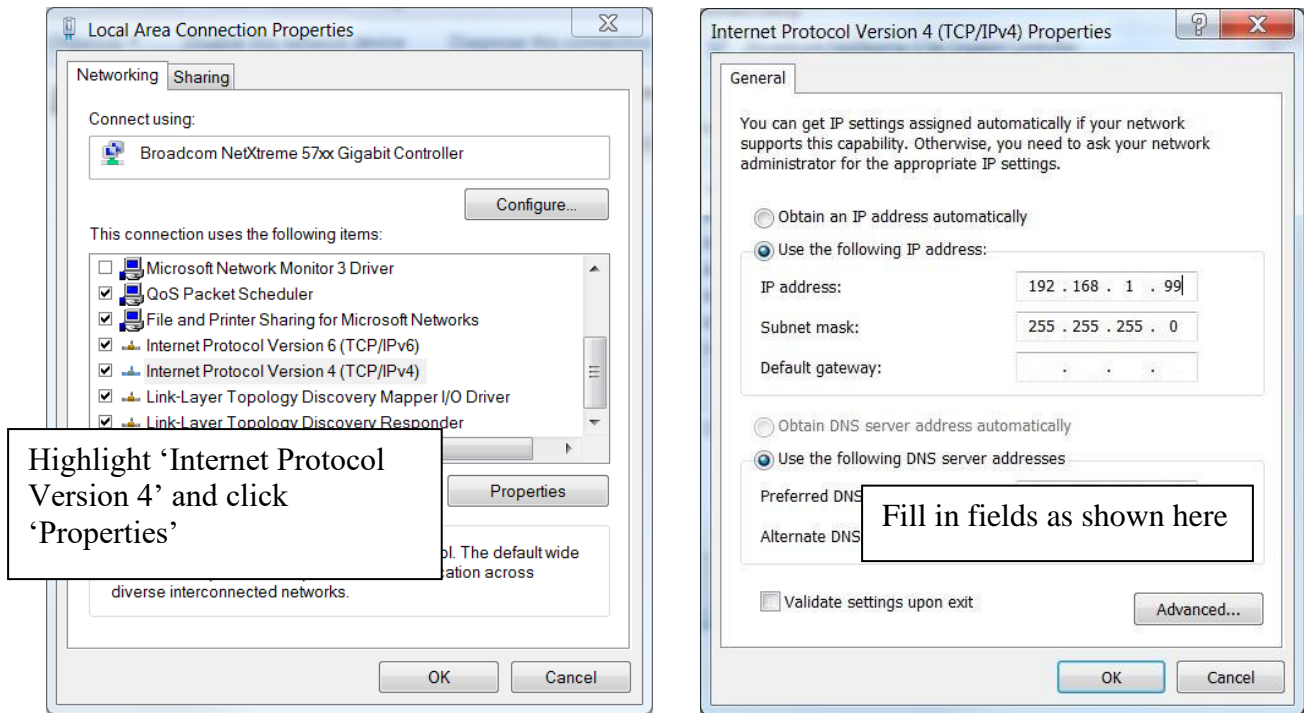 Local Area Connection Properties
Networking
Sharing
Connect using:
Broadcom NetXtreme 57xx Gigabit Controller
Configure...
This connection uses the following items:
Microsoft Network Monitor 3 Driver
QoS Packet Scheduler
File and Printer Sharing for Microsoft Networks
Internet Protocol Version 6 (TCP/IPv6)
Internet Protocol Version 4 (TCP/IPv4)
Link-Layer Topology Discovery Mapper I/O Driver
Link-Layer Topology Discovery Responder
Highlight ‘Internet Protocol
Version 4’ and click
‘Properties’
Properties
The default wide
across
diverse interconnected networks.
OK
Cancel
Internet Protocol Version 4 (TCP/IPv4) Properties
General
You can get IP settings assigned automatically if your network
supports this capability. Otherwise, you need to ask your network
administrator for the appropriate IP settings.
Obtain an IP address automatically
Use the following IP address:
IP address: 192 . 168 . 1 . 99
Subnet mask: 255 . 255 . 255 . 0
Default gateway: . . .
Obtain DNS server address automatically
Use the following DNS server addresses
Preferred DNS
Fill in fields as shown here
Alternate DNS
Validate settings upon exit
Advanced...
OK
Cancel